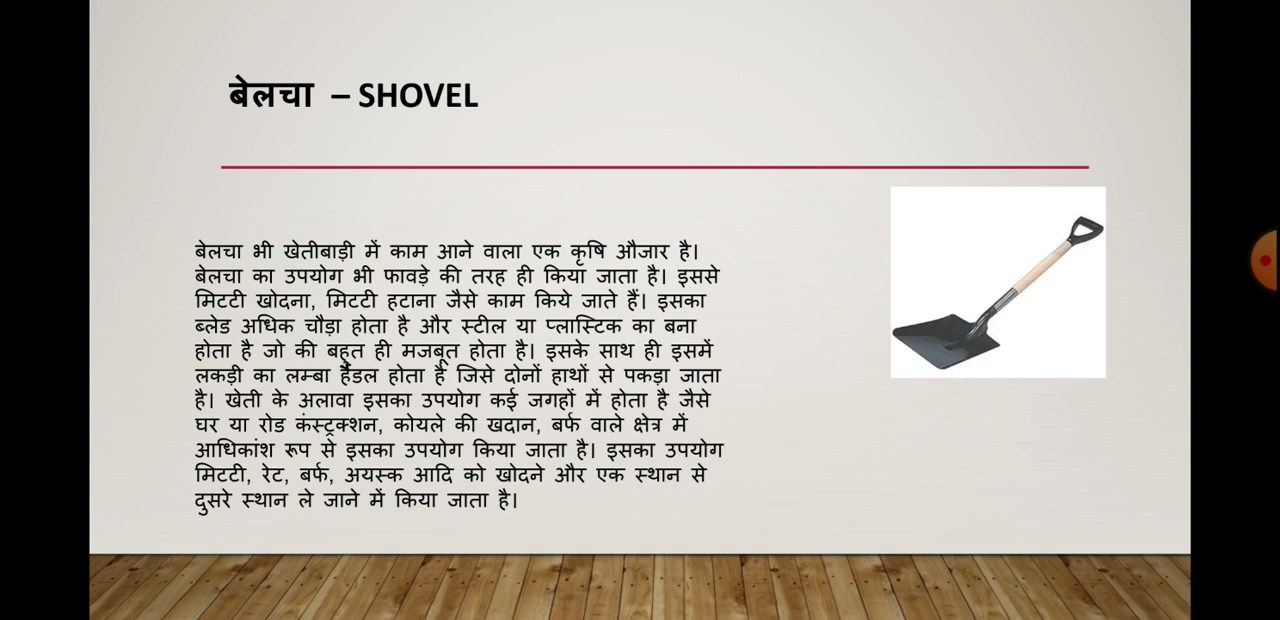 बेलचा – SHOVEL
बेलचा भी खेतीबाड़ी में काम आने वाला एक कृषि औजार है।
बेलचा का उपयोग भी फावड़े की तरह ही किया जाता है। इससे
मिटटी खोदना, मिटटी हटाना जैसे काम किये जाते हैं। इसका
ब्लेड अधिक चौड़ा होता है और स्टील या प्लास्टिक का बना
होता है जो की बहुत ही मजबूत होता है। इसके साथ ही इसमें
लकड़ी का लम्बा हैंडल होता है जिसे दोनों हाथों से पकड़ा जाता
है। खेती के अलावा इसका उपयोग कई जगहों में होता है जैसे
घर या रोड कंस्ट्रक्शन, कोयले की खदान, बर्फ वाले क्षेत्र में
आधिकांश रूप से इसका उपयोग किया जाता है। इसका उपयोग
मिटटी, रेट, बर्फ, अयस्क आदि को खोदने और एक स्थान से
दुसरे स्थान ले जाने में किया जाता है।